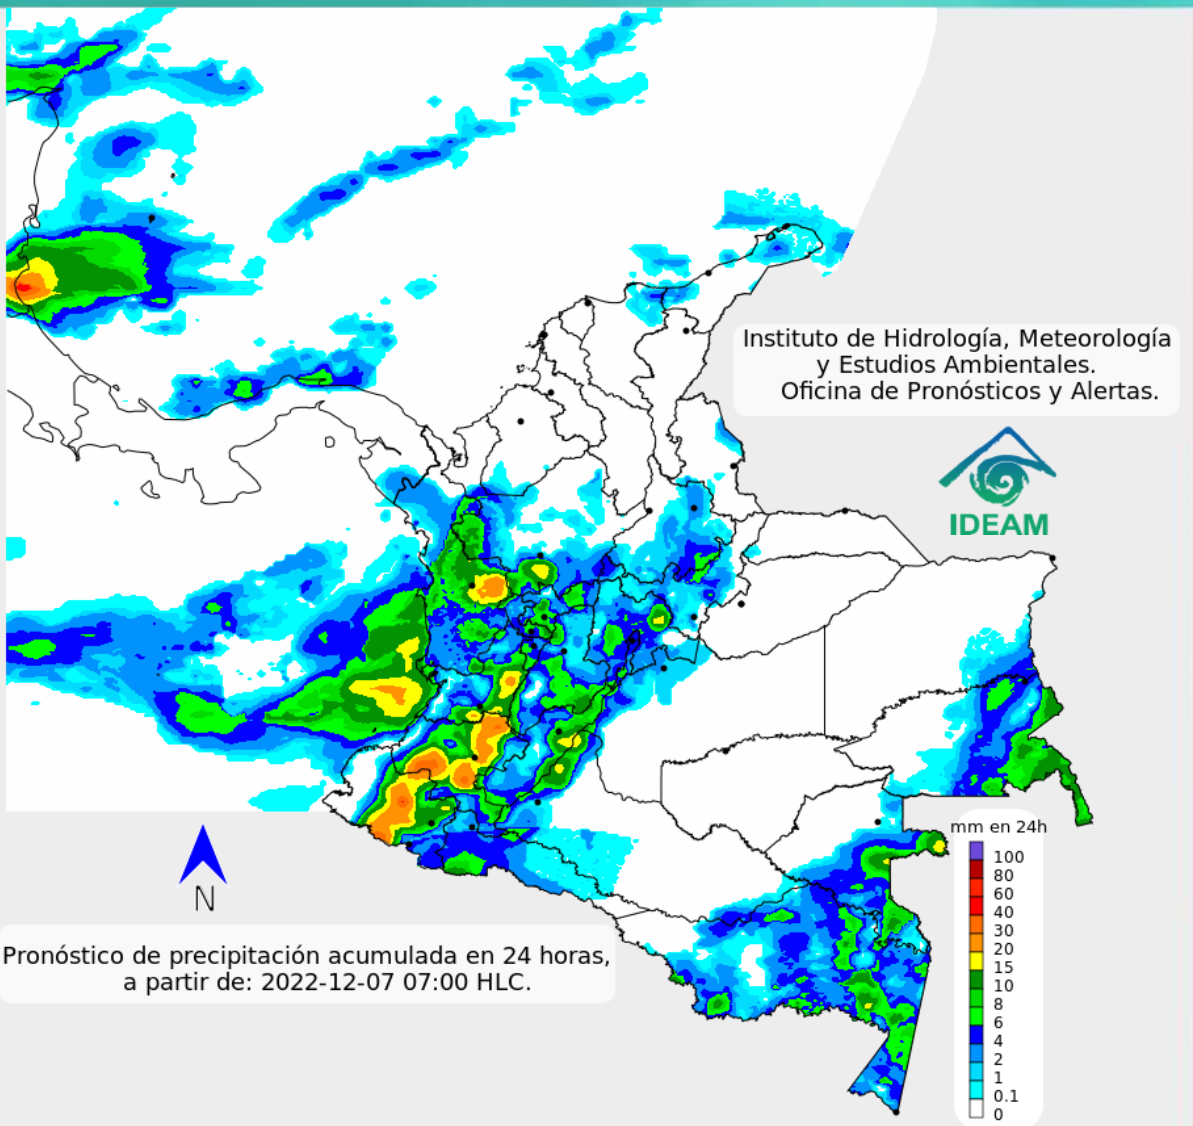 Instituto de Hidrología, Meteorología
y Estudios Ambientales.
Oficina de Pronósticos y Alertas.
IDEAM
mm en 24h
100
80
60
40
30
20
15
10
8
6
4
2
1
0.1
0
N
Pronóstico de precipitación acumulada en 24 horas,
a partir de: 2022-12-07 07:00 HLC.